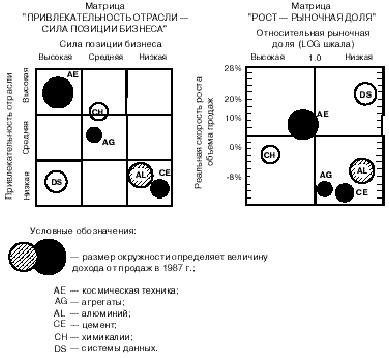 Матрица
"ПРИВЛЕКАТЕЛЬНОСТЬ ОТРАСЛИ —
СИЛА ПОЗИЦИИ БИЗНЕСА"
Сила позиции бизнеса
Высокая Средняя Низкая
Привлекательность отрасли
Высокая
Средняя
Низкая
AE
CH
AG
DS
AL
CE
Матрица
"РОСТ — РЫНОЧНАЯ ДОЛЯ"
Относительная рыночная
доля (LOG шкала)
Высокая 1.0 Низкая
Реальная скорость роста
объема продаж
28%
20%
10%
0%
-8%
DS
AE
CH
AL
AG
CE
Условные обозначения:
— размер окружности определяет величину
дохода от продаж в 1987 г.;
AE — космическая техника;
AG — агрегаты;
AL — алюминий;
CE — цемент;
CH — химикалии;
DS — системы данных.